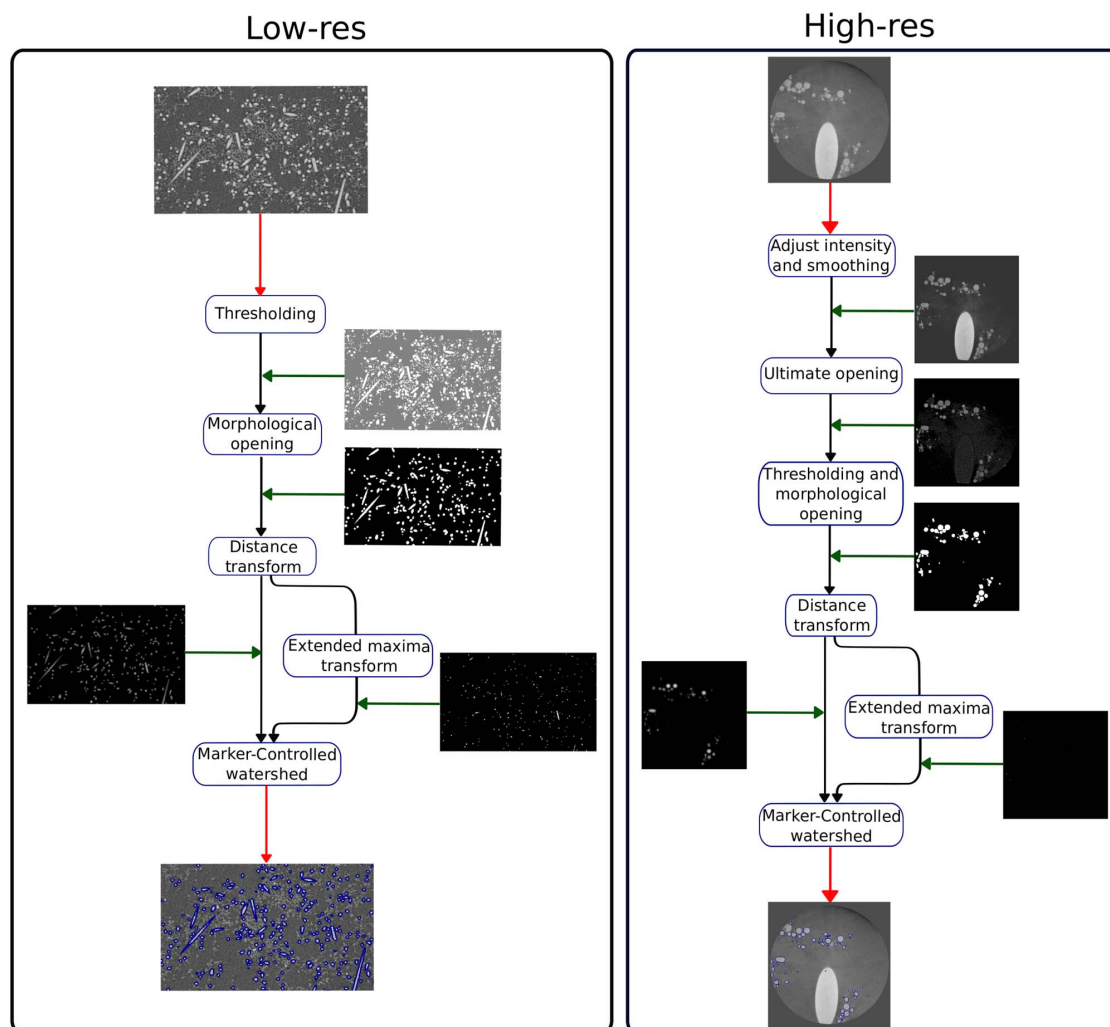 Low-res
Thresholding
Morphological
opening
Distance
transform
Extended maxima
transform
Marker-Controlled
watershed
High-res
Adjust intensity
and smoothing
Ultimate opening
Thresholding and
morphological
opening
Distance
transform
Extended maxima
transform
Marker-Controlled
watershed